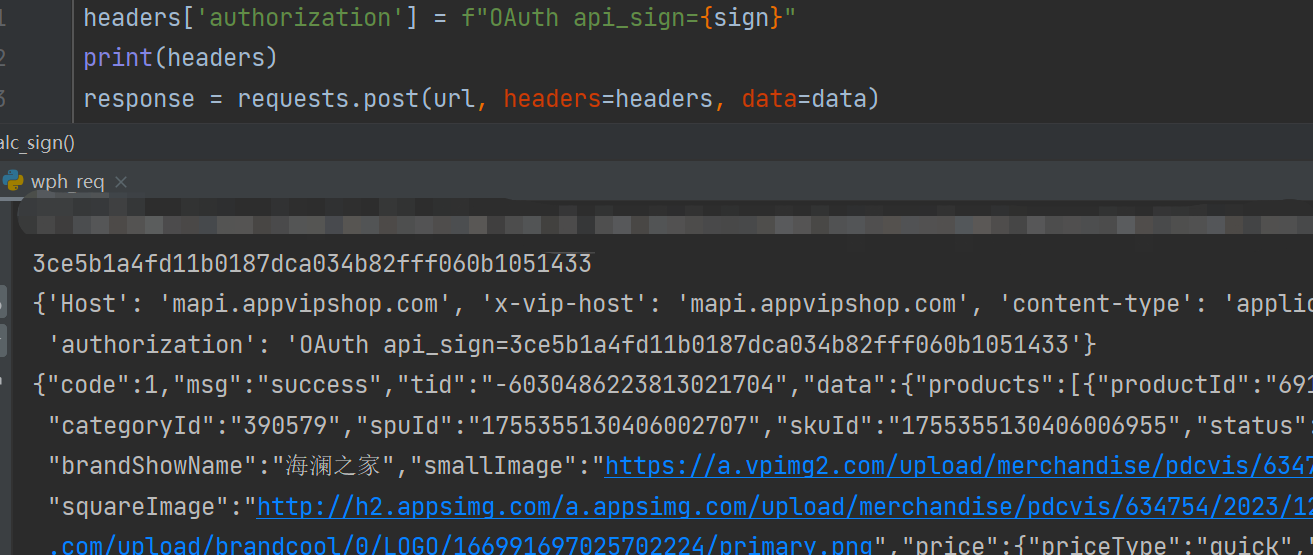 headers['authorization'] = f"OAuth api_sign={sign}"
print(headers)
response = requests.post(url, headers=headers, data=data)
alc_sign()
wph_req ×
3ce5b1a4fd11b0187dca034b82fff060b1051433
{'Host': 'mapi.appvipshop.com', 'x-vip-host': 'mapi.appvipshop.com', 'content-type': 'applic
'authorization': 'OAuth api_sign=3ce5b1a4fd11b0187dca034b82fff060b1051433'}
{"code":1,"msg":"success","tid":"-6030486223813021704","data":{"products":[{"productId":"691
"categoryId":"390579","spuId":"1755355130406002707","skuId":"1755355130406006955","status":
"brandShowName":"海澜之家","smallImage":"https://a.vpimg2.com/upload/merchandise/pdcvis/6347
"squareImage":"http://h2.appsimg.com/a.appsimg.com/upload/merchandise/pdcvis/634754/2023/12
.com/upload/brandcool/0/LOGO/166991697025702224/primary.png","price":{"priceType":"quick",